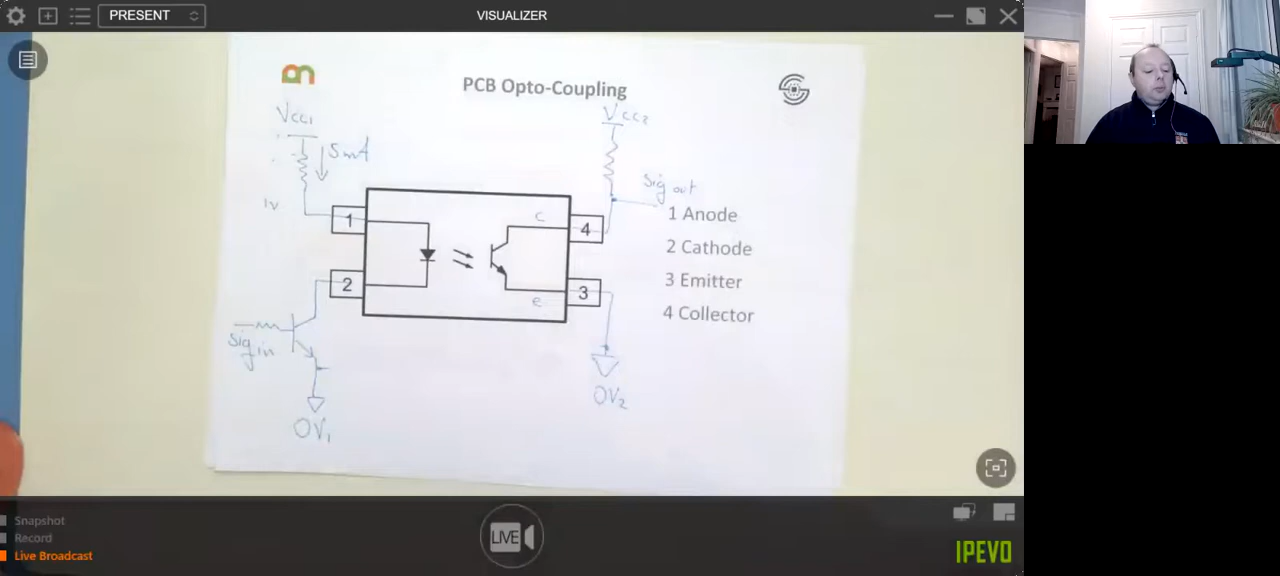 PRESENT
VISUALIZER
PCB Opto-Coupling
Vcc1
Vcc2
5mA
Sig out
1v
1
c
4
1 Anode
2 Cathode
2
3
e
3 Emitter
4 Collector
Sig in
0V2
0V1
Snapshot
Record
Live Broadcast
LIVE
IPEVO